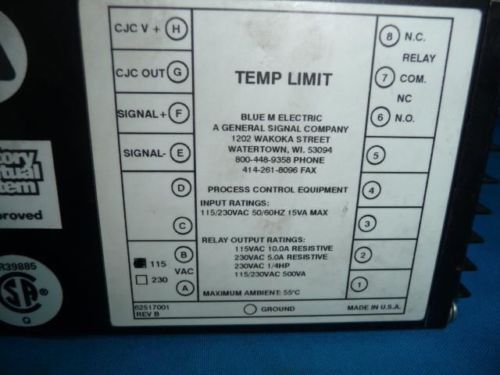 CJC V + H
CJC OUT G
SIGNAL+ F
SIGNAL- E
D
C
B
115
VAC
230
A
62517001
REV B
TEMP LIMIT
BLUE M ELECTRIC
A GENERAL SIGNAL COMPANY
1202 WAKOKA STREET
WATERTOWN, WI. 53094
800-448-9358 PHONE
414-261-8096 FAX
PROCESS CONTROL EQUIPMENT
INPUT RATINGS:
115/230VAC 50/60HZ 15VA MAX
RELAY OUTPUT RATINGS:
115VAC 10.0A RESISTIVE
230VAC 5.0A RESISTIVE
230VAC 1/4HP
115/230VAC 500VA
MAXIMUM AMBIENT: 55°C
GROUND
MADE IN U.S.A.
8 N.C.
RELAY
7 COM.
NC
6 N.O.
5
4
3
2
1
tory
utual
stem
proved
R39885
SA